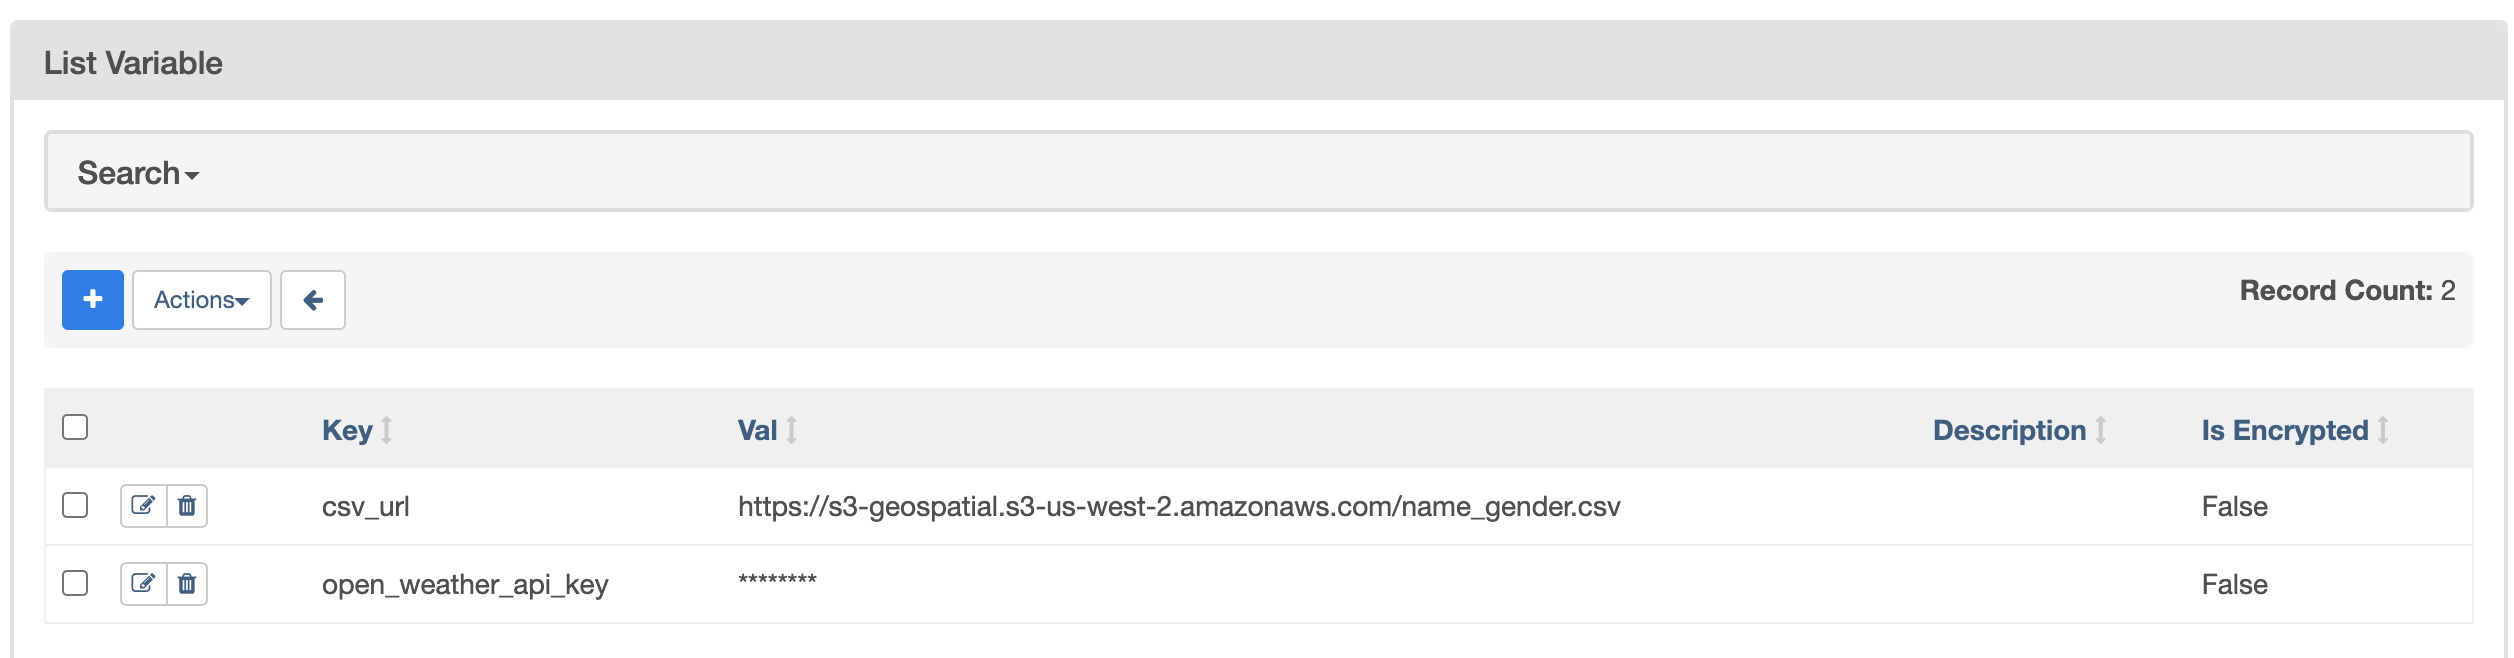 List Variable
Search
Actions
Record Count: 2
Key Val Description Is Encrypted
csv_url https://s3-geospatial.s3-us-west-2.amazonaws.com/name_gender.csv False
open_weather_api_key ******** False